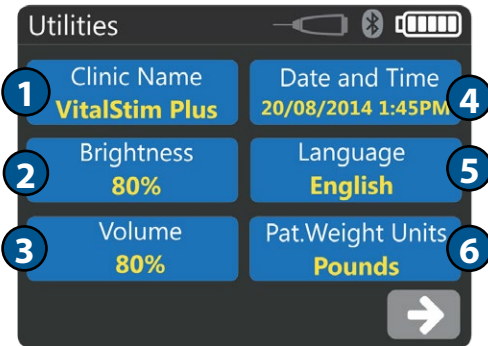 Utilities
1
Clinic Name
VitalStim Plus
Date and Time
20/08/2014 1:45PM
4
2
Brightness
80%
Language
English
5
3
Volume
80%
Pat.Weight Units
Pounds
6